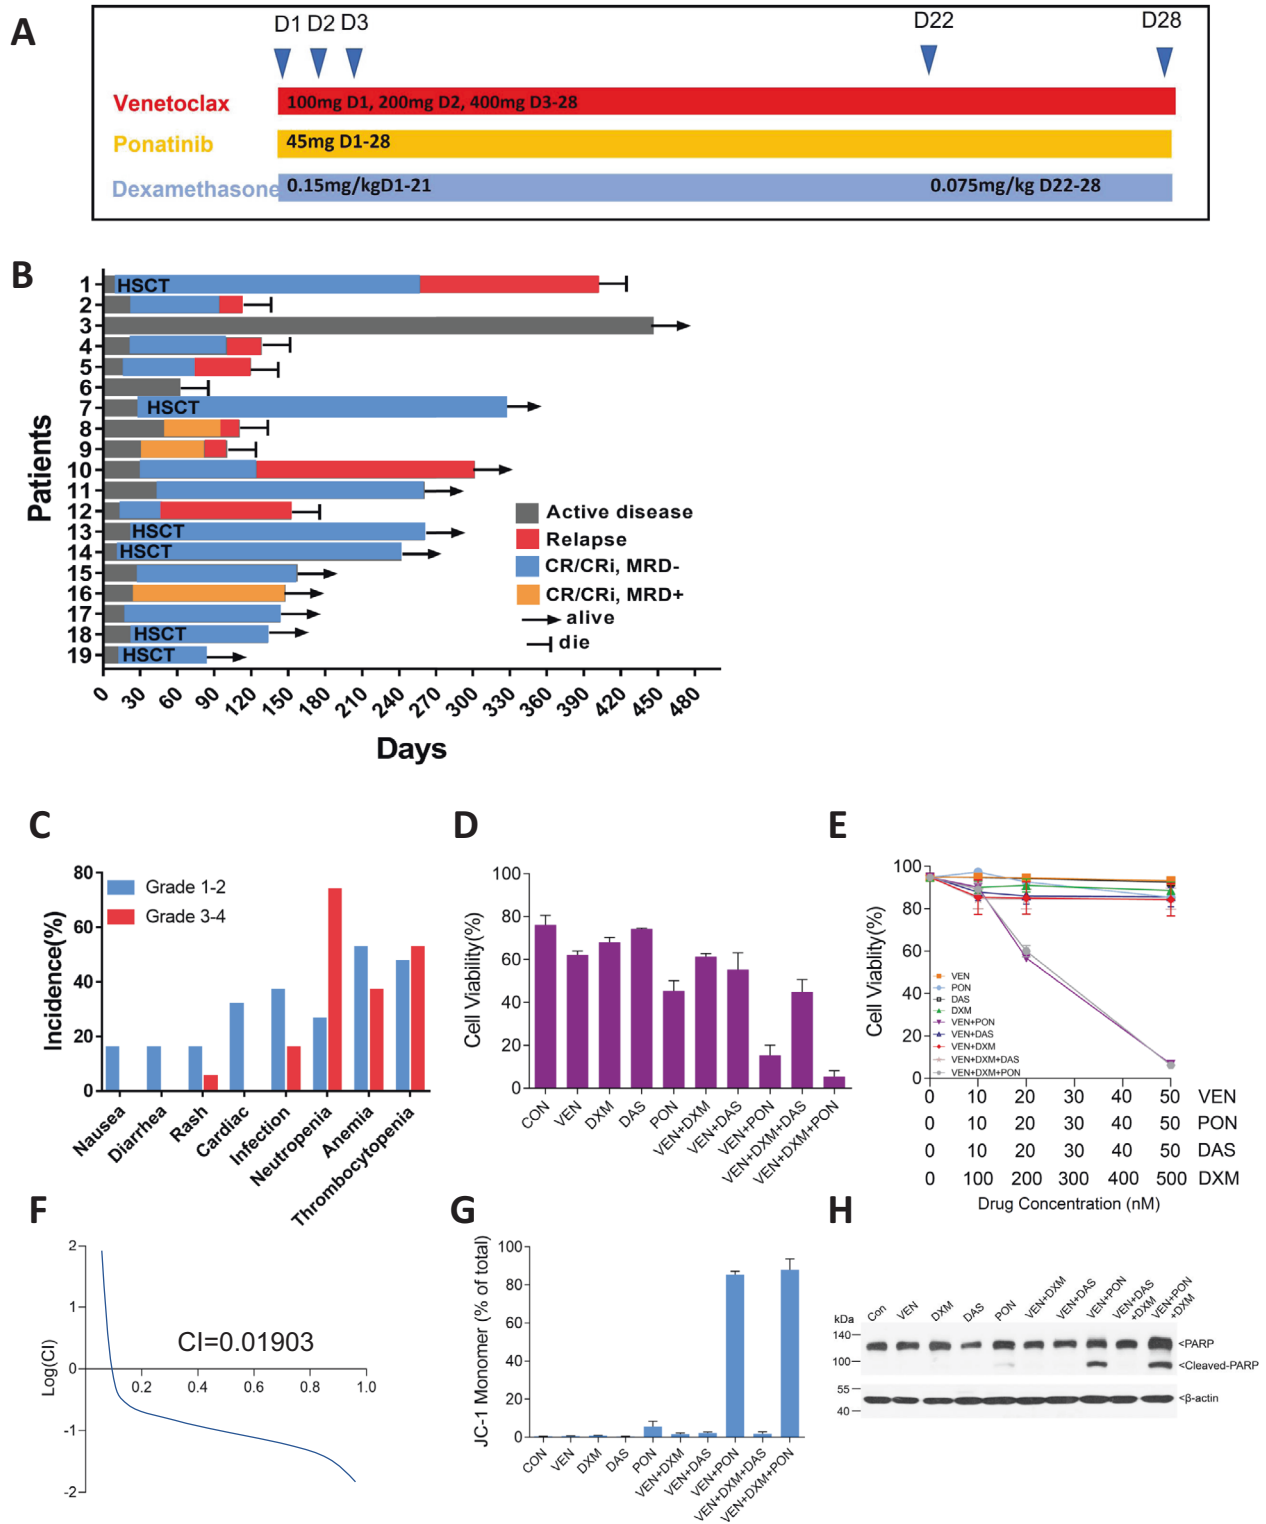 A
D1 D2 D3 D22 D28
Venetoclax 100mg D1, 200mg D2, 400mg D3-28
Ponatinib 45mg D1-28
Dexamethasone 0.15mg/kgD1-21 0.075mg/kg D22-28
B
Patients
1 HSCT
2
3
4
5
6
7 HSCT
8
9
10
11
12
13 HSCT
14 HSCT
15
16
17
18 HSCT
19 HSCT
Active disease
Relapse
CR/CRi, MRD-
CR/CRi, MRD+
alive
die
0 30 60 90 120 150 180 210 240 270 300 330 360 390 420 450 480
Days
C
Incidence(%)
80
60
40
20
0
Grade 1-2
Grade 3-4
Nausea
Diarrhea
Rash
Cardiac
Infection
Neutropenia
Anemia
Thrombocytopenia
D
Cell Viability(%)
100
80
60
40
20
0
CON
VEN
DXM
DAS
PON
VEN+DXM
VEN+DAS
VEN+PON
VEN+DXM+DAS
VEN+DXM+PON
E
Cell Viablity(%)
100
80
60
40
20
0
VEN
PON
DAS
DXM
VEN+PON
VEN+DAS
VEN+DXM
VEN+DXM+DAS
VEN+DXM+PON
0 10 20 30 40 50 VEN
0 10 20 30 40 50 PON
0 10 20 30 40 50 DAS
0 100 200 300 400 500 DXM
Drug Concentration (nM)
F
Log(CI)
2
1
0
-1
-2
CI=0.01903
0.2 0.4 0.6 0.8 1.0
G
JC-1 Monomer (% of total)
100
80
60
40
20
0
CON
VEN
DXM
DAS
PON
VEN+DXM
VEN+DAS
VEN+PON
VEN+DXM+DAS
VEN+DXM+PON
H
Con
VEN
DXM
DAS
PON
VEN+DXM
VEN+DAS
VEN+PON
VEN+DAS
+DXM
VEN+PON
+DXM
kDa
140
100
55
40
<PARP
<Cleaved-PARP
<β-actin